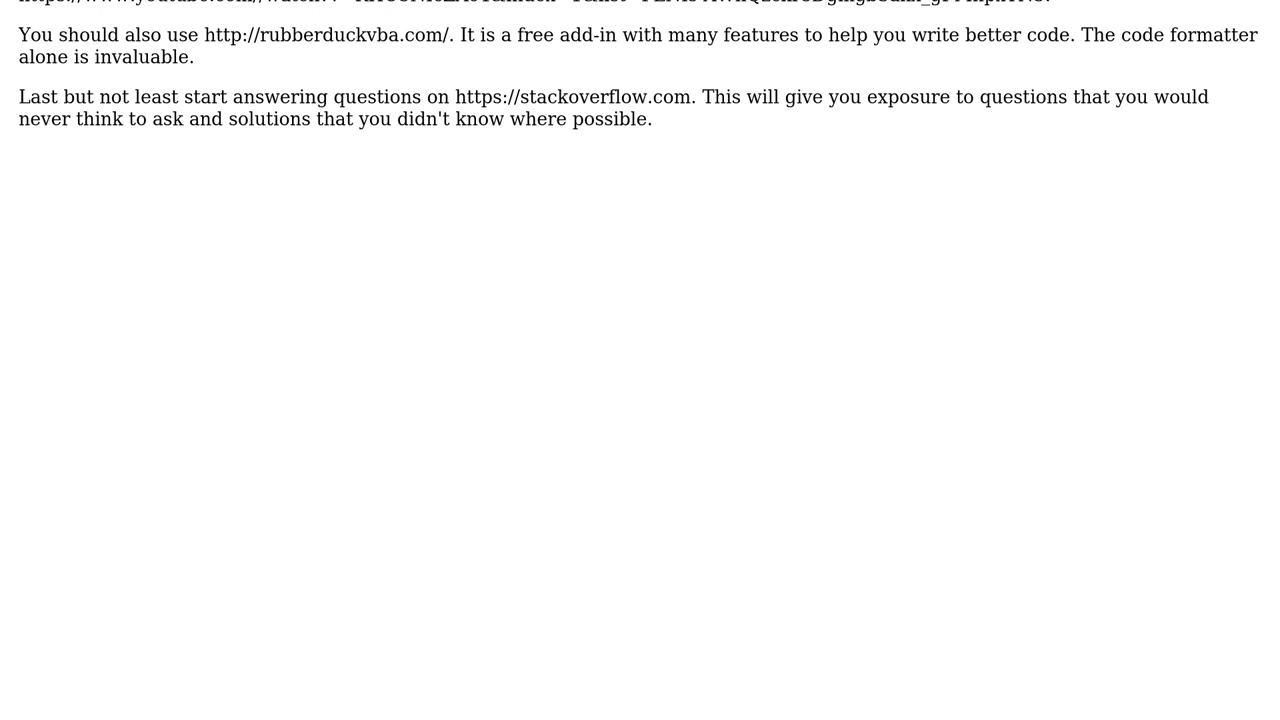 You should also use http://rubberduckvba.com/. It is a free add-in with many features to help you write better code. The code formatter
alone is invaluable.
Last but not least start answering questions on https://stackoverflow.com. This will give you exposure to questions that you would
never think to ask and solutions that you didn't know where possible.